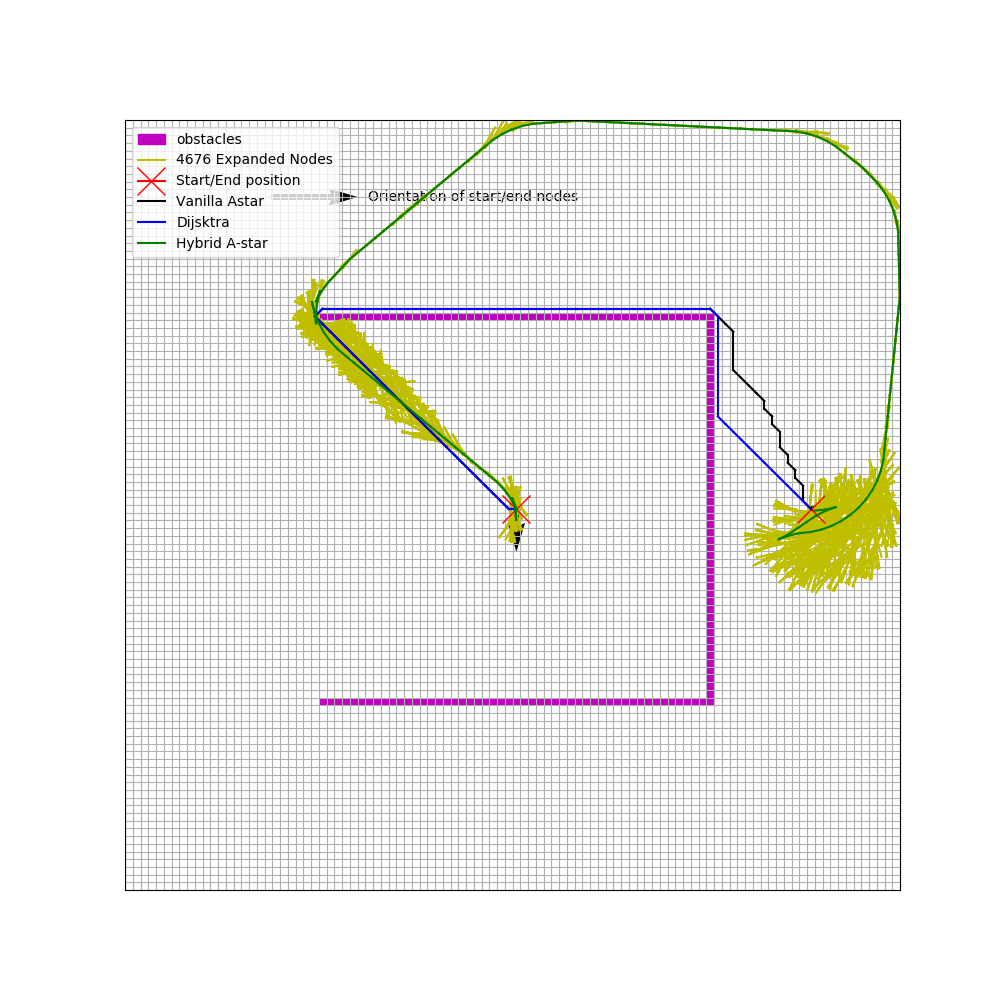 obstacles
4676 Expanded Nodes
Start/End position
Orientation of start/end nodes
Vanilla Astar
Dijsktra
Hybrid A-star